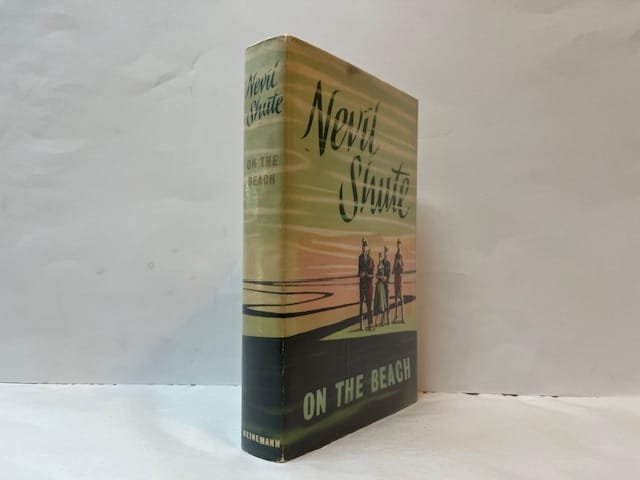 Nevil
Shute
ON THE
BEACH
HEINEMANN
Nevil
Shute
ON THE BEACH